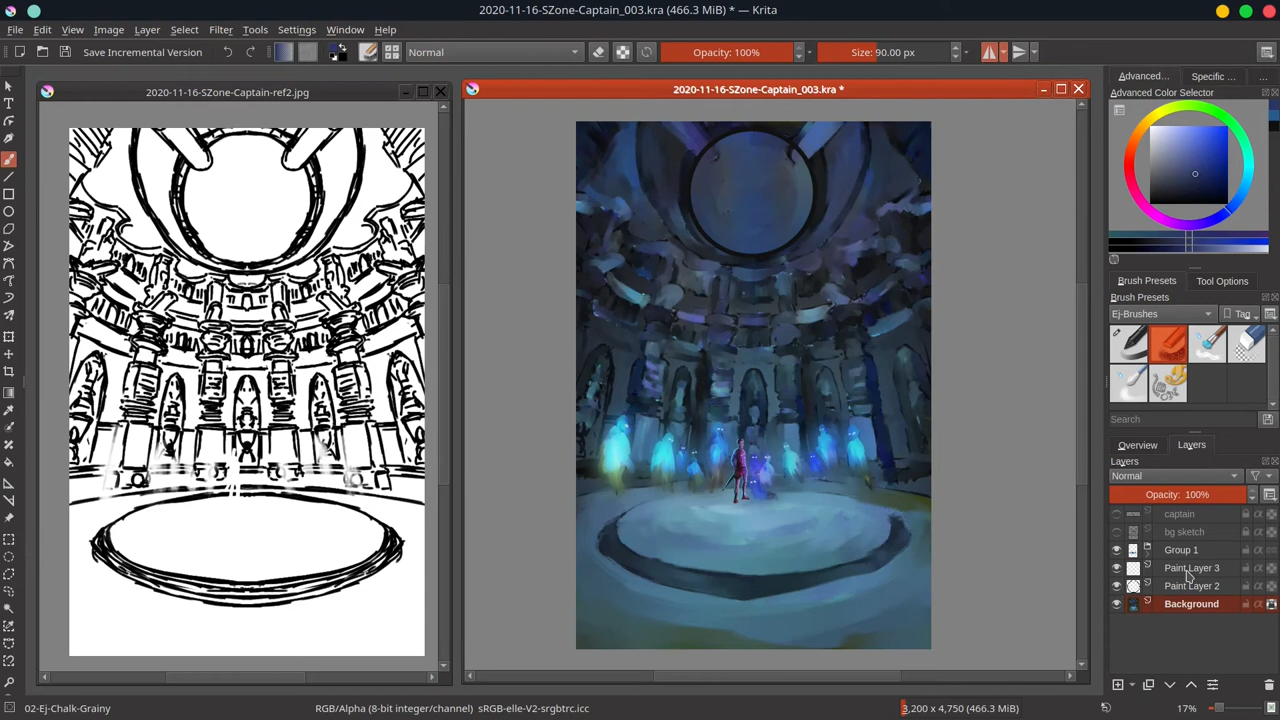 2020-11-16-SZone-Captain_003.kra (466.3 MiB) * — Krita
File Edit View Image Layer Select Filter Tools Settings Window Help
Save Incremental Version
Normal
Opacity: 100%
Size: 90.00 px
2020-11-16-SZone-Captain-ref2.jpg
2020-11-16-SZone-Captain_003.kra *
Advanced... Specific ... ...
Advanced Color Selector
Brush Presets Tool Options
Brush Presets
Ej-Brushes
Tag
Search
Overview Layers
Layers
Normal
Opacity: 100%
captain
bg sketch
Group 1
Paint Layer 3
Paint Layer 2
Background
02-Ej-Chalk-Grainy
RGB/Alpha (8-bit integer/channel) sRGB-elle-V2-srgbtrc.icc
3,200 x 4,750 (466.3 MiB)
17%